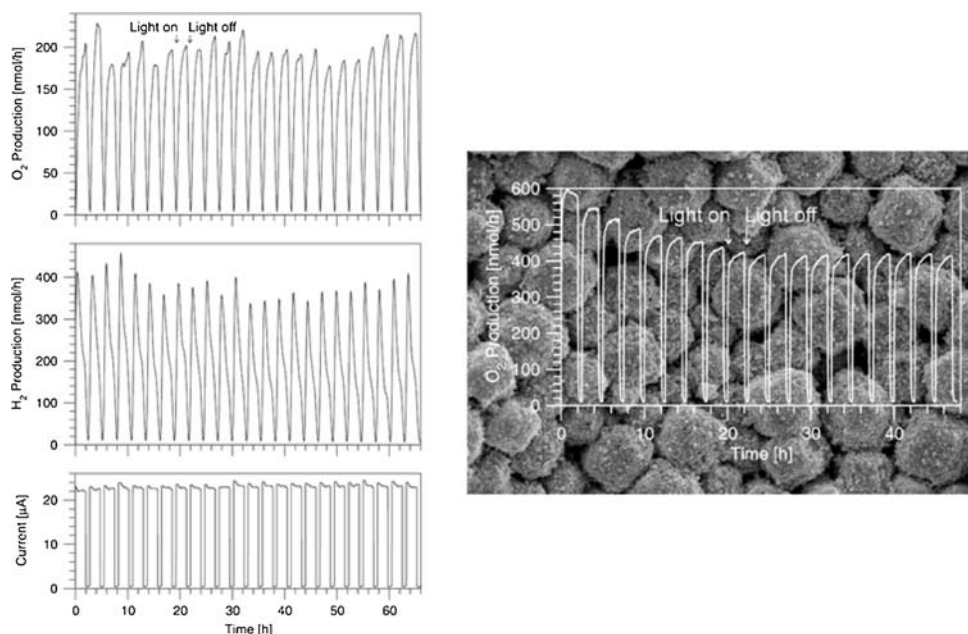 Light on Light off
O₂ Production [nmol/h]
200
150
100
50
0
H₂ Production [nmol/h]
400
300
200
100
0
Current [μA]
20
10
0
0 10 20 30 40 50 60
Time [h]
O₂ Production [nmol/h]
600
500
400
300
200
100
0
Light on Light off
0 10 20 30 40
Time [h]